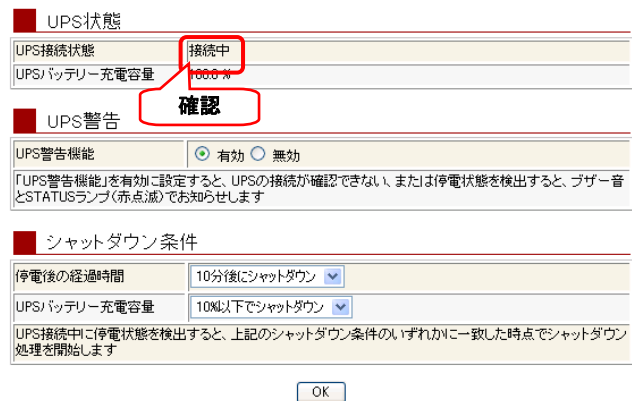 UPS状態
UPS接続状態 接続中
UPSバッテリー充電容量 100.0 %
確認
UPS警告
UPS警告機能 有効 無効
「UPS警告機能」を有効に設定すると、UPSの接続が確認できない、または停電状態を検出すると、ブザー音
とSTATUSランプ(赤点滅)でお知らせします
シャットダウン条件
停電後の経過時間 10分後にシャットダウン
UPSバッテリー充電容量 10%以下でシャットダウン
UPS接続中に停電状態を検出すると、上記のシャットダウン条件のいずれかに一致した時点でシャットダウン
処理を開始します
OK